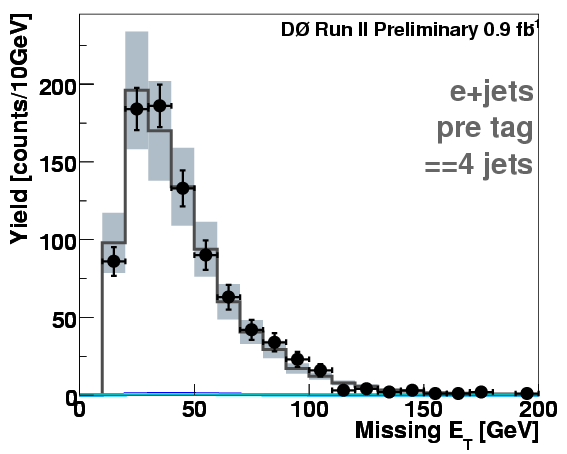 DØ Run II Preliminary 0.9 fb-1
e+jets
pre tag
==4 jets
Yield [counts/10GeV]
200
150
100
50
0
0 50 100 150 200
Missing ET [GeV]